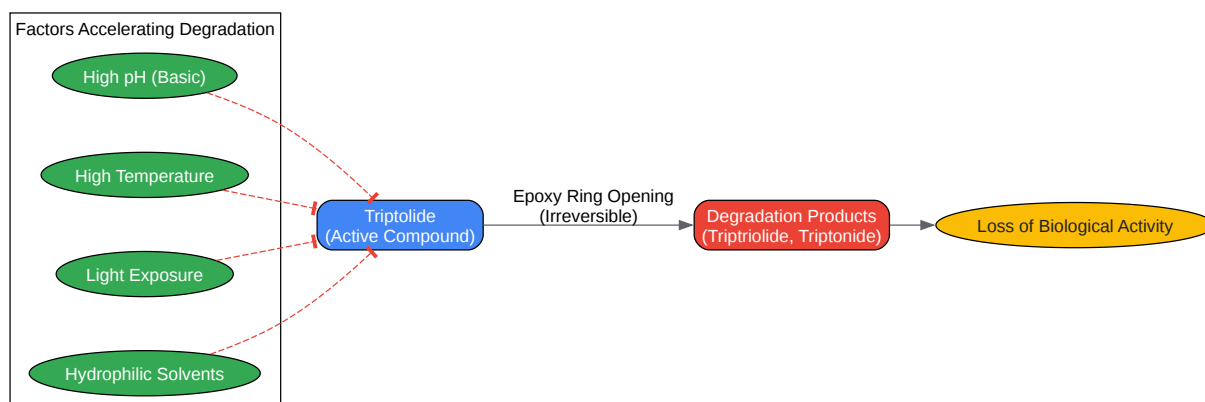 Factors Accelerating Degradation
High pH (Basic)
High Temperature
Light Exposure
Hydrophilic Solvents
Triptolide
(Active Compound)
Epoxy Ring Opening
(Irreversible)
Degradation Products
(Triptriolide, Triptonide)
Loss of Biological Activity